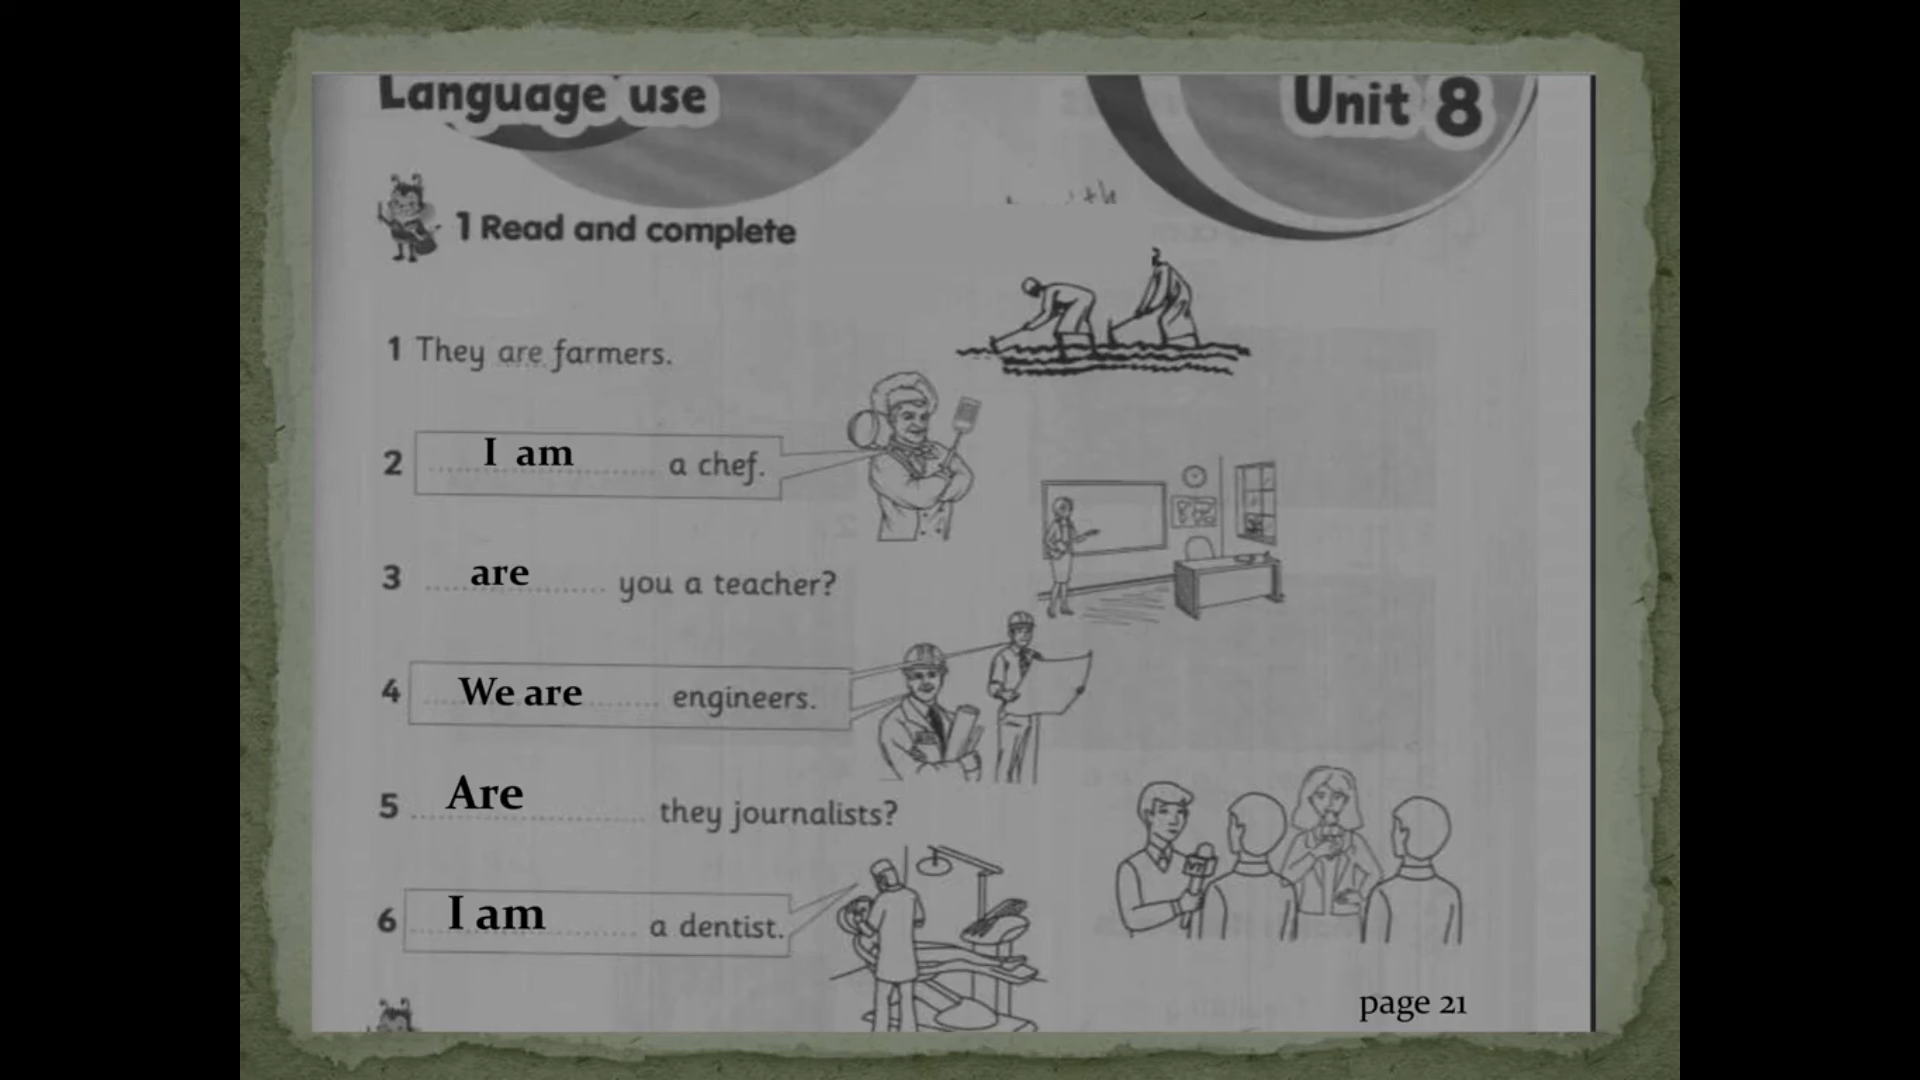 Language use
Unit 8
1 Read and complete
1 They are farmers.
2 I am a chef.
3 are you a teacher?
4 We are engineers.
5 Are they journalists?
6 I am a dentist.
page 21